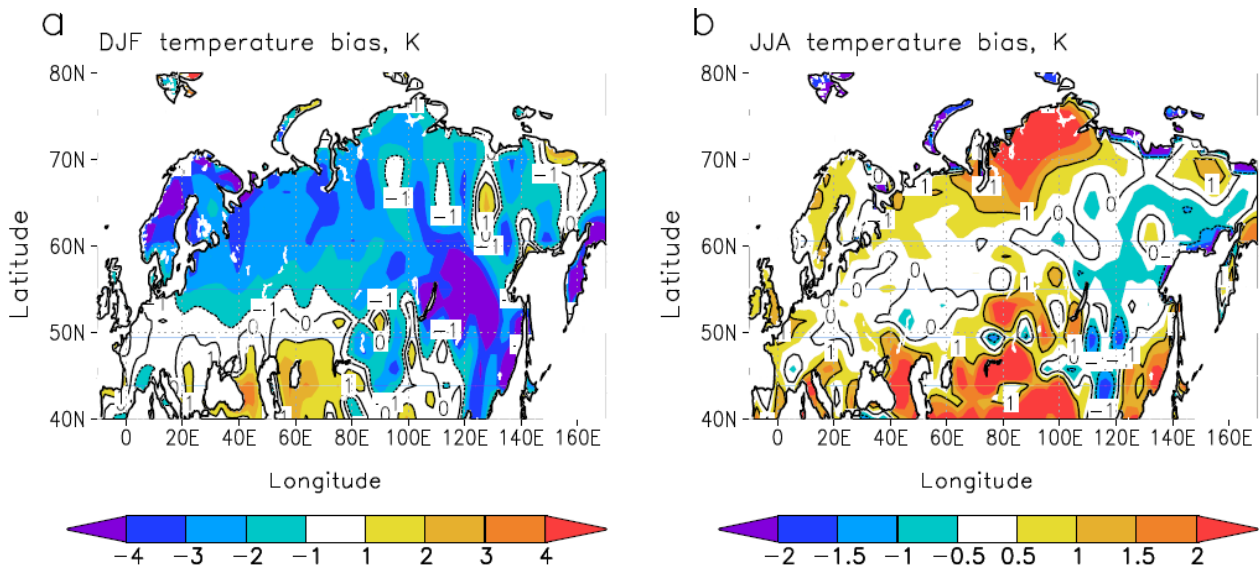 a
DJF temperature bias, K
80N
70N
60N
50N
40N
Latitude
0 20E 40E 60E 80E 100E 120E 140E 160E
Longitude
−4 −3 −2 −1 1 2 3 4
b
JJA temperature bias, K
80N
70N
60N
50N
40N
Latitude
0 20E 40E 60E 80E 100E 120E 140E 160E
Longitude
−2 −1.5 −1 −0.5 0.5 1 1.5 2